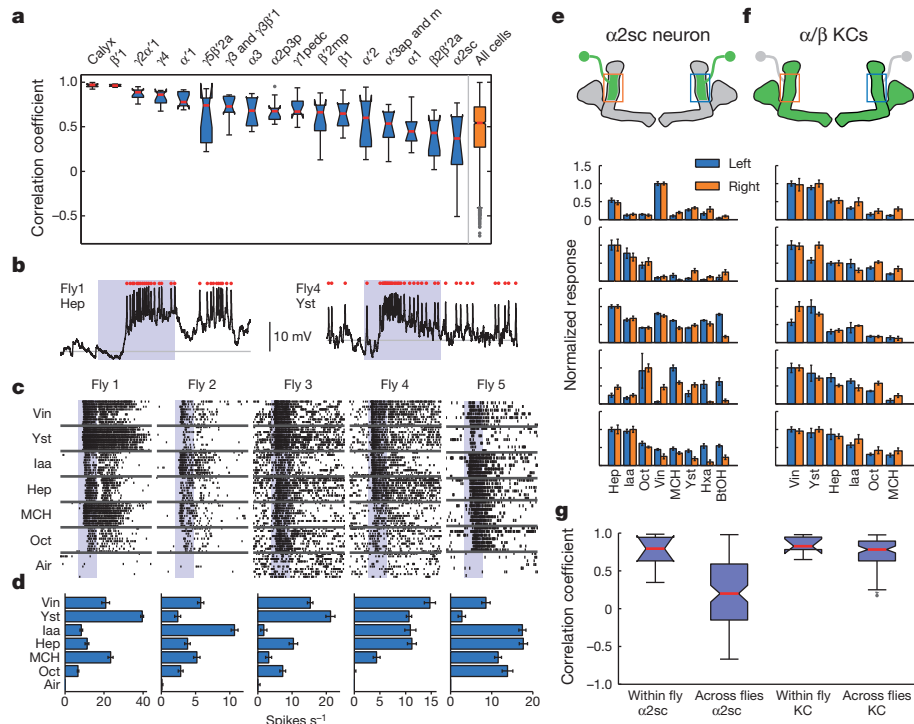 a
Calyx
β′1
γ2α′1
γ4
α′1
γ5β′2a
γ3 and γ3β′1
α3
α2p3p
γ1pedc
β′2mp
β1
α′2
α′3ap and m
α1
β2β′2a
α2sc
All cells
Correlation coefficient
1.0
0.5
0
−0.5
b
Fly1
Hep
10 mV
Fly4
Yst
c
Fly 1 Fly 2 Fly 3 Fly 4 Fly 5
Vin
Yst
Iaa
Hep
MCH
Oct
Air
d
Vin
Yst
Iaa
Hep
MCH
Oct
Air
0 20 40 0 5 10 0 10 20 0 5 10 15 0 10 20
Spikes s⁻¹
e
α2sc neuron
f
α/β KCs
Left
Right
1.5
1.0
0.5
0
Normalized response
Hep Iaa Oct Vin MCH Yst Hxa BtOH
Vin Yst Hep Iaa Oct MCH
g
Correlation coefficient
1.0
0.5
0
−1.0
Within fly α2sc
Across flies α2sc
Within fly KC
Across flies KC